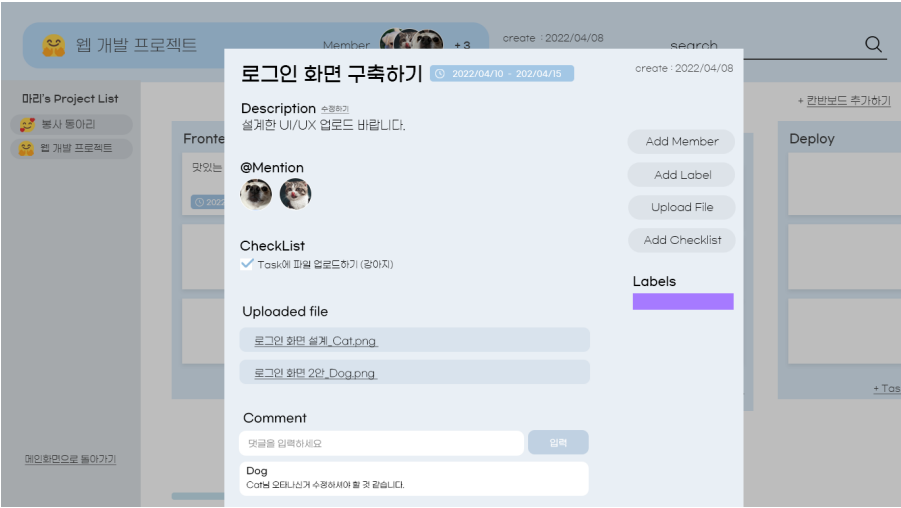 웹 개발 프로젝트
Member
+ 3
create : 2022/04/08
search
마리's Project List
봉사 동아리
웹 개발 프로젝트
메인화면으로 돌아가기
+ 칸반보드 추가하기
Fronte
맛있는
2022
Deploy
+ Tas
로그인 화면 구축하기
2022/04/10 - 202/04/15
create : 2022/04/08
Description 수정하기
설계한 UI/UX 업로드 바랍니다.
@Mention
CheckList
Task에 파일 업로드하기 (강아지)
Uploaded file
로그인 화면 설계_Cat.png
로그인 화면 2안_Dog.png
Comment
댓글을 입력하세요
입력
Dog
Cat님 오타나신거 수정하셔야 할 것 같습니다.
Add Member
Add Label
Upload File
Add Checklist
Labels